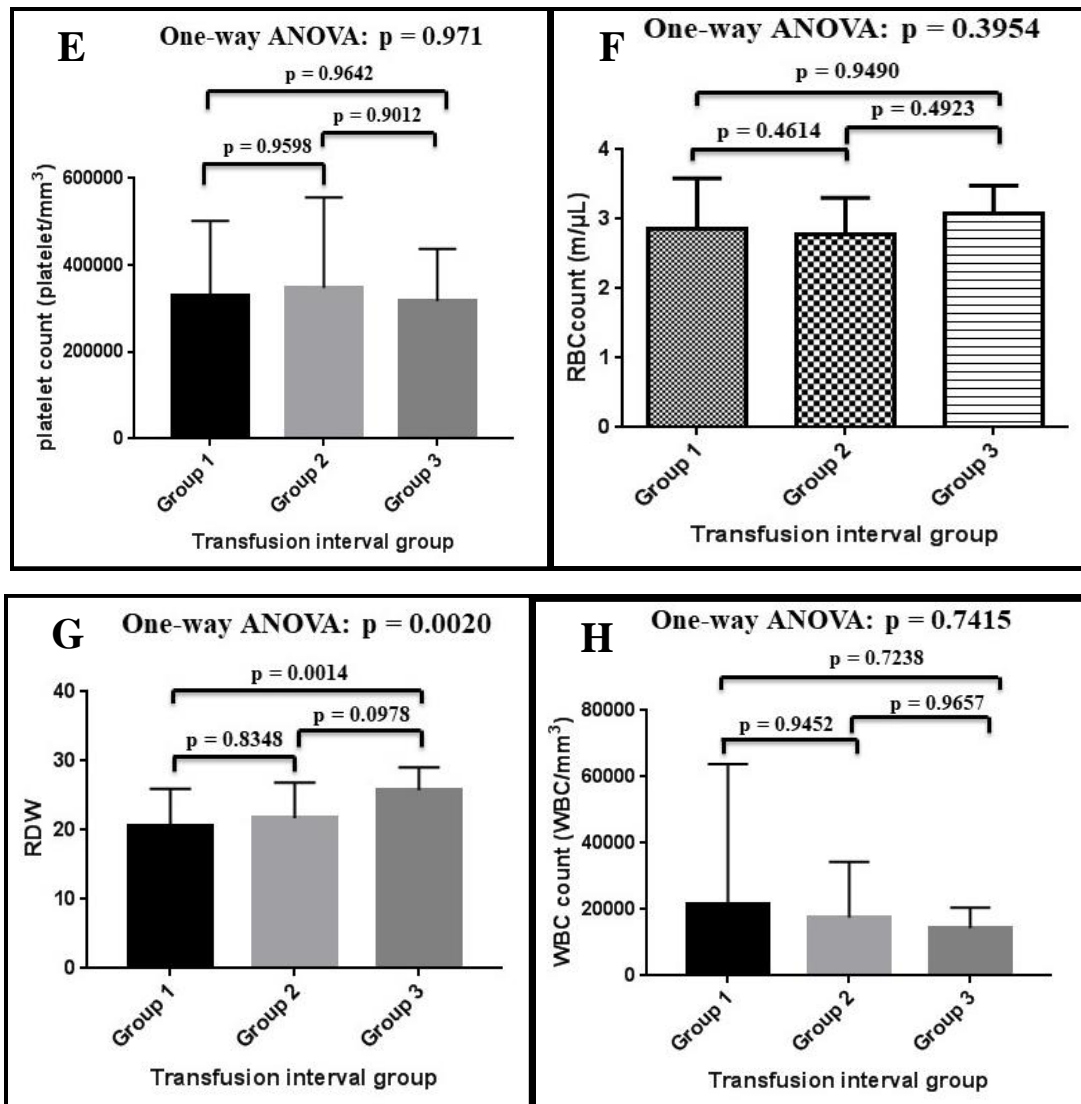 E
One-way ANOVA: p = 0.971
p = 0.9642
p = 0.9012
p = 0.9598
platelet count (platelet/mm³)
600000
400000
200000
0
Group 1
Group 2
Group 3
Transfusion interval group
F
One-way ANOVA: p = 0.3954
p = 0.9490
p = 0.4923
p = 0.4614
RBCcount (m/µL)
4
3
2
1
0
Group 1
Group 2
Group 3
Transfusion interval group
G
One-way ANOVA: p = 0.0020
p = 0.0014
p = 0.0978
p = 0.8348
RDW
40
30
20
10
0
Group 1
Group 2
Group 3
Transfusion interval group
H
One-way ANOVA: p = 0.7415
p = 0.7238
p = 0.9657
p = 0.9452
WBC count (WBC/mm³)
80000
60000
40000
20000
0
Group 1
Group 2
Group 3
Transfusion interval group